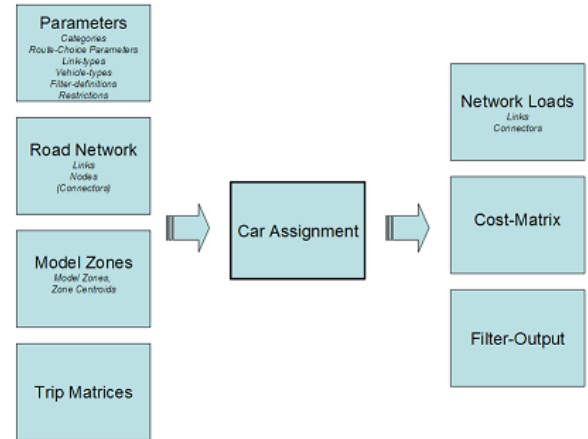 Parameters
Categories
Route-Choice Parameters
Link-types
Vehicle-types
Filter-definitions
Restrictions
Road Network
Links
Nodes
(Connectors)
Model Zones
Model Zones,
Zone Centroids
Trip Matrices
Car Assignment
Network Loads
Links
Connectors
Cost-Matrix
Filter-Output